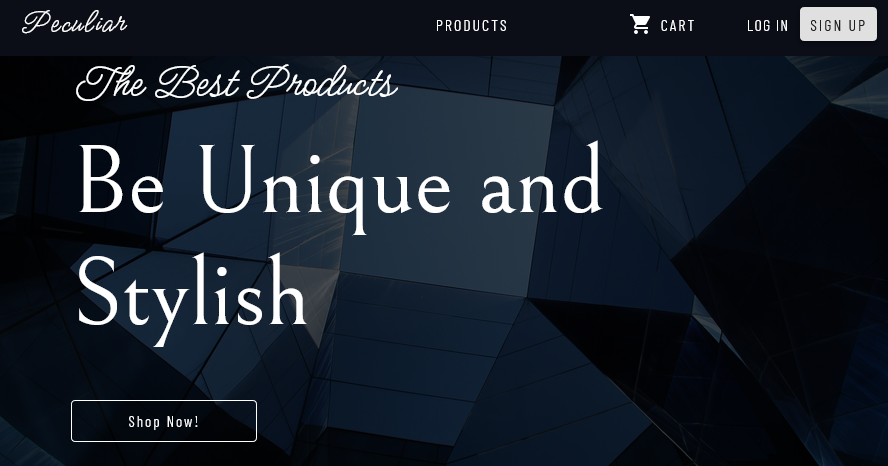 Peculiar
PRODUCTS
CART
LOG IN
SIGN UP
The Best Products
Be Unique and
Stylish
Shop Now!